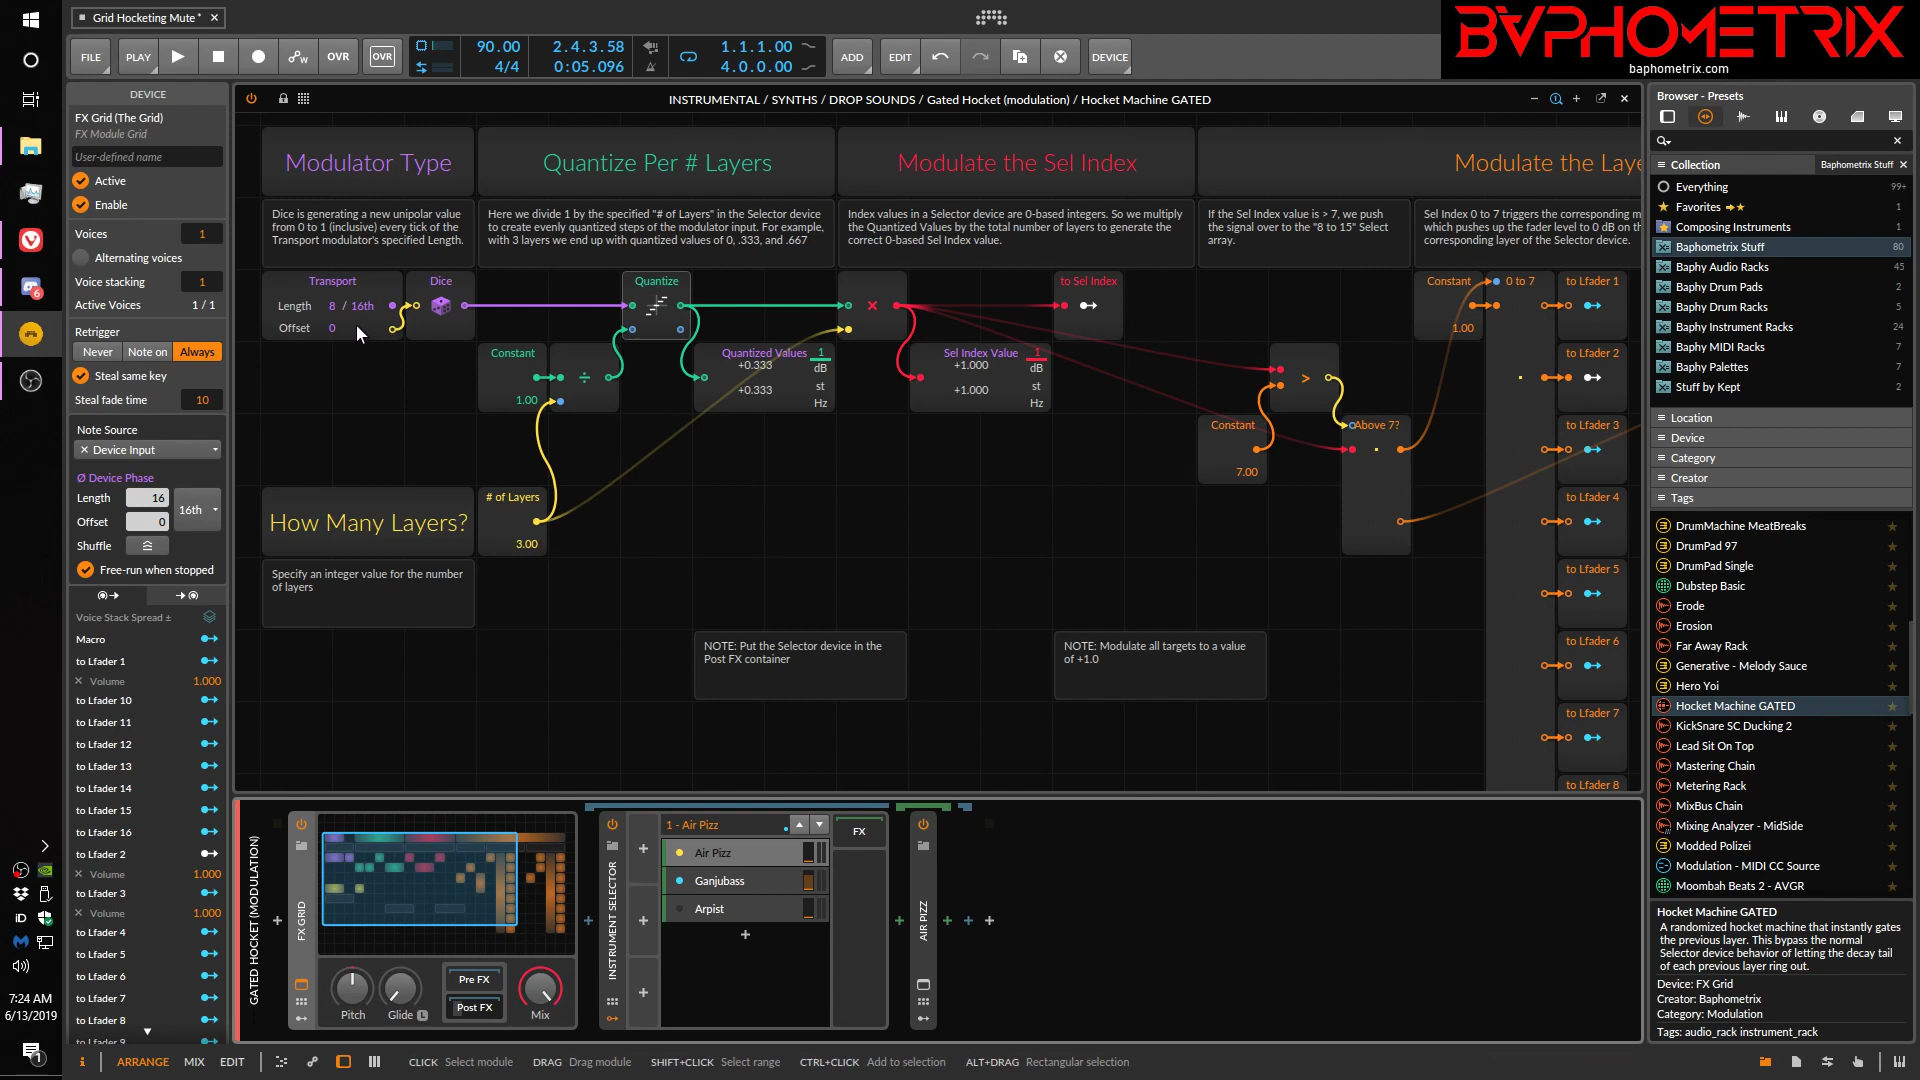 Grid Hocketing Mute *
BAPHOMETRIX
baphometrix.com
FILE
PLAY
OVR
OVR
90.00
4/4
2.4.3.58
0:05.096
1.1.1.00
4.0.0.00
ADD
EDIT
DEVICE
DEVICE
FX Grid (The Grid)
FX Module Grid
User-defined name
Active
Enable
Voices 1
Alternating voices
Voice stacking 1
Active Voices 1 / 1
Retrigger
Never Note on Always
Steal same key
Steal fade time 10
Note Source
Device Input
Ø Device Phase
Length 16
16th
Offset 0
Shuffle
Free-run when stopped
Voice Stack Spread ±
Macro
to Lfader 1
Volume 1.000
to Lfader 10
to Lfader 11
to Lfader 12
to Lfader 13
to Lfader 14
to Lfader 15
to Lfader 16
to Lfader 2
Volume 1.000
to Lfader 3
Volume 1.000
to Lfader 4
to Lfader 5
to Lfader 6
to Lfader 7
to Lfader 8
to Lfader 9
INSTRUMENTAL / SYNTHS / DROP SOUNDS / Gated Hocket (modulation) / Hocket Machine GATED
Modulator Type
Quantize Per # Layers
Modulate the Sel Index
Modulate the Laye
Dice is generating a new unipolar value
from 0 to 1 (inclusive) every tick of the
Transport modulator's specified Length.
Here we divide 1 by the specified "# of Layers" in the Selector device
to create evenly quantized steps of the modulator input. For example,
with 3 layers we end up with quantized values of 0, .333, and .667
Index values in a Selector device are 0-based integers. So we multiply
the Quantized Values by the total number of layers to generate the
correct 0-based Sel Index value.
If the Sel Index value is > 7, we push
the signal over to the "8 to 15" Select
array.
Sel Index 0 to 7 triggers the corresponding m
which pushes up the fader level to 0 dB on th
corresponding layer of the Selector device.
Transport
Length 8 / 16th
Offset 0
Dice
Quantize
to Sel Index
Constant
1.00
0 to 7
to Lfader 1
Constant
1.00
÷
Quantized Values 1
+0.333 dB
+0.333 st
Hz
Sel Index Value 1
+1.000 dB
+1.000 st
Hz
>
to Lfader 2
Constant
7.00
Above 7?
to Lfader 3
How Many Layers?
# of Layers
3.00
to Lfader 4
Specify an integer value for the number
of layers
to Lfader 5
NOTE: Put the Selector device in the
Post FX container
NOTE: Modulate all targets to a value
of +1.0
to Lfader 6
to Lfader 7
to Lfader 8
GATED HOCKET (MODULATION)
FX GRID
Pitch
Glide L
Pre FX
Post FX
Mix
INSTRUMENT SELECTOR
1 - Air Pizz
Air Pizz
Ganjubass
Arpist
FX
AIR PIZZ
Browser - Presets
Collection
Baphometrix Stuff
Everything 99+
Favorites 1
Composing Instruments 1
Baphometrix Stuff 80
Baphy Audio Racks 45
Baphy Drum Pads 2
Baphy Drum Racks 5
Baphy Instrument Racks 24
Baphy MIDI Racks 7
Baphy Palettes 7
Stuff by Kept 2
Location
Device
Category
Creator
Tags
DrumMachine MeatBreaks
DrumPad 97
DrumPad Single
Dubstep Basic
Erode
Erosion
Far Away Rack
Generative - Melody Sauce
Hero Yoi
Hocket Machine GATED
KickSnare SC Ducking 2
Lead Sit On Top
Mastering Chain
Metering Rack
MixBus Chain
Mixing Analyzer - MidSide
Modded Polizei
Modulation - MIDI CC Source
Moombah Beats 2 - AVGR
Hocket Machine GATED
A randomized hocket machine that instantly gates
the previous layer. This bypass the normal
Selector device behavior of letting the decay tail
of each previous layer ring out.
Device: FX Grid
Creator: Baphometrix
Category: Modulation
Tags: audio_rack instrument_rack
6
iD
7:24 AM
6/13/2019
1
i
ARRANGE MIX EDIT
CLICK Select module DRAG Drag module SHIFT+CLICK Select range CTRL+CLICK Add to selection ALT+DRAG Rectangular selection